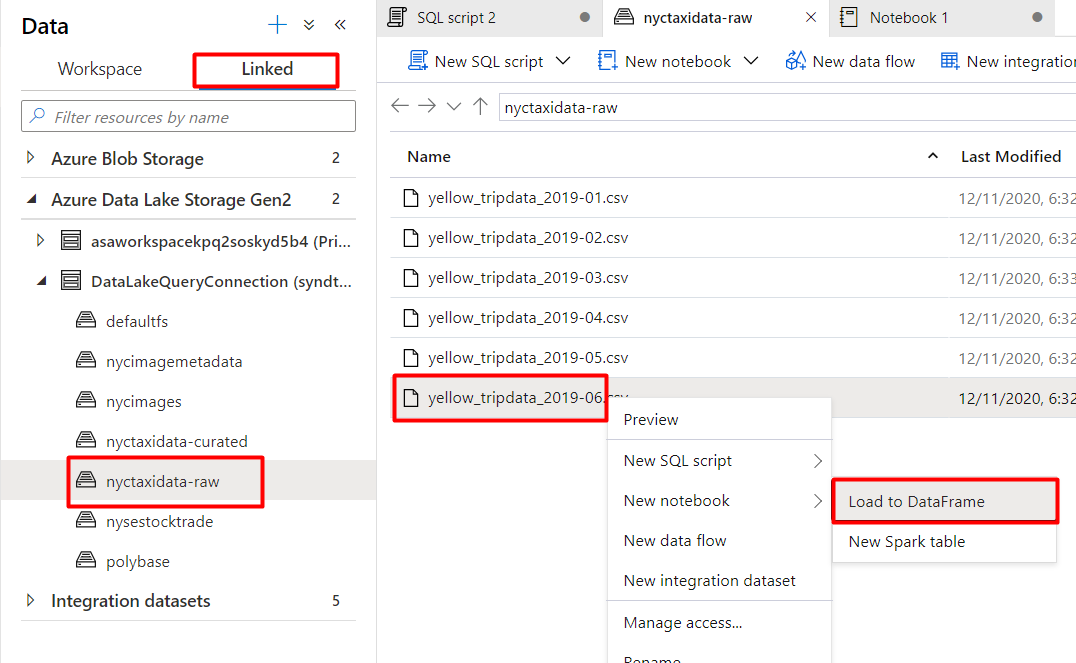 Data
Workspace
Linked
Filter resources by name
Azure Blob Storage 2
Azure Data Lake Storage Gen2 2
asaworkspacekpq2soskyd5b4 (Pri...
DataLakeQueryConnection (syndt...
defaultfs
nycimagemetadata
nycimages
nyctaxidata-curated
nyctaxidata-raw
nysestocktrade
polybase
Integration datasets 5
SQL script 2
nyctaxidata-raw
Notebook 1
New SQL script
New notebook
New data flow
New integration
nyctaxidata-raw
Name Last Modified
yellow_tripdata_2019-01.csv 12/11/2020, 6:32
yellow_tripdata_2019-02.csv 12/11/2020, 6:32
yellow_tripdata_2019-03.csv 12/11/2020, 6:33
yellow_tripdata_2019-04.csv 12/11/2020, 6:32
yellow_tripdata_2019-05.csv 12/11/2020, 6:32
yellow_tripdata_2019-06.csv 12/11/2020, 6:32
Preview
New SQL script
New notebook
New data flow
New integration dataset
Manage access...
Rename
Load to DataFrame
New Spark table